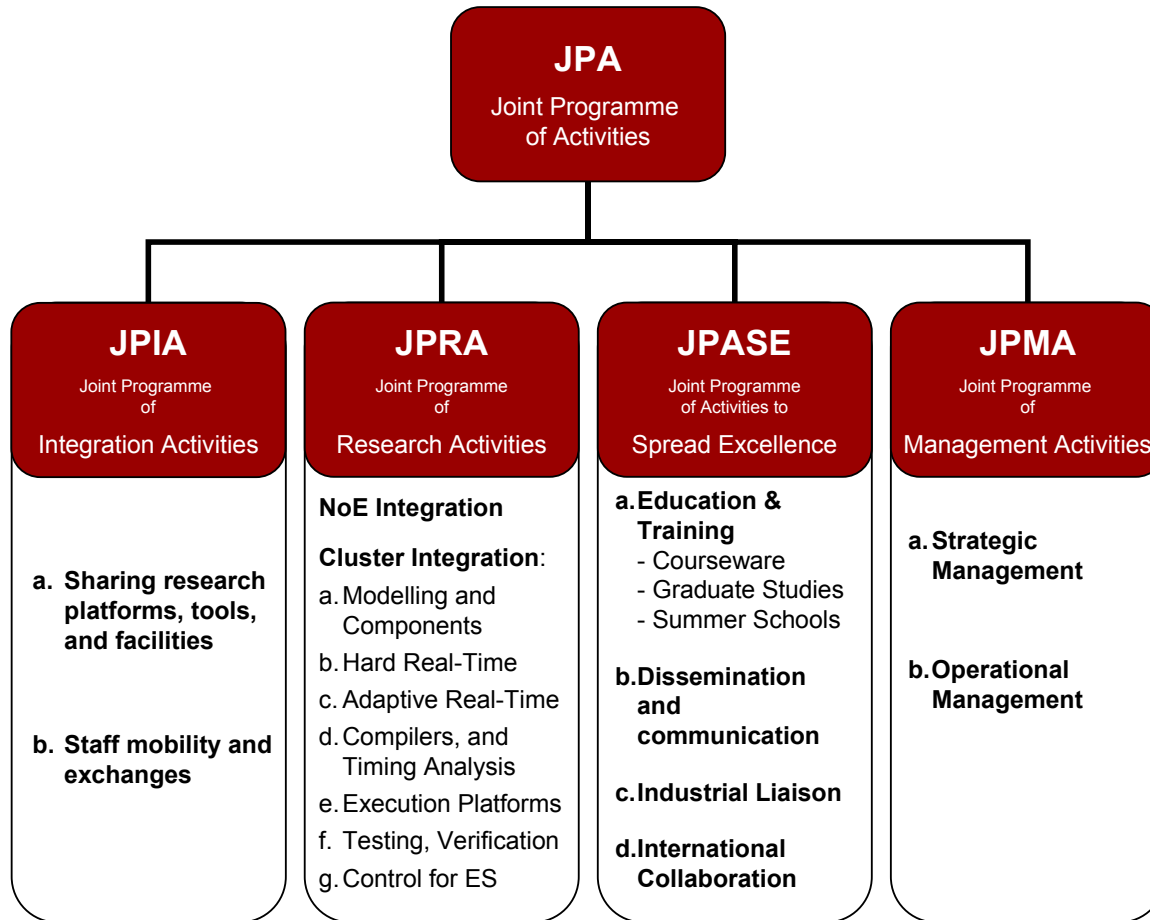 JPA
Joint Programme
of Activities
JPIA
Joint Programme
of
Integration Activities
a. Sharing research
platforms, tools,
and facilities
b. Staff mobility and
exchanges
JPRA
Joint Programme
of
Research Activities
NoE Integration
Cluster Integration:
a. Modelling and
Components
b. Hard Real-Time
c. Adaptive Real-Time
d. Compilers, and
Timing Analysis
e. Execution Platforms
f. Testing, Verification
g. Control for ES
JPASE
Joint Programme
of Activities to
Spread Excellence
a. Education &
Training
- Courseware
- Graduate Studies
- Summer Schools
b. Dissemination
and
communication
c. Industrial Liaison
d. International
Collaboration
JPMA
Joint Programme
of
Management Activities
a. Strategic
Management
b. Operational
Management